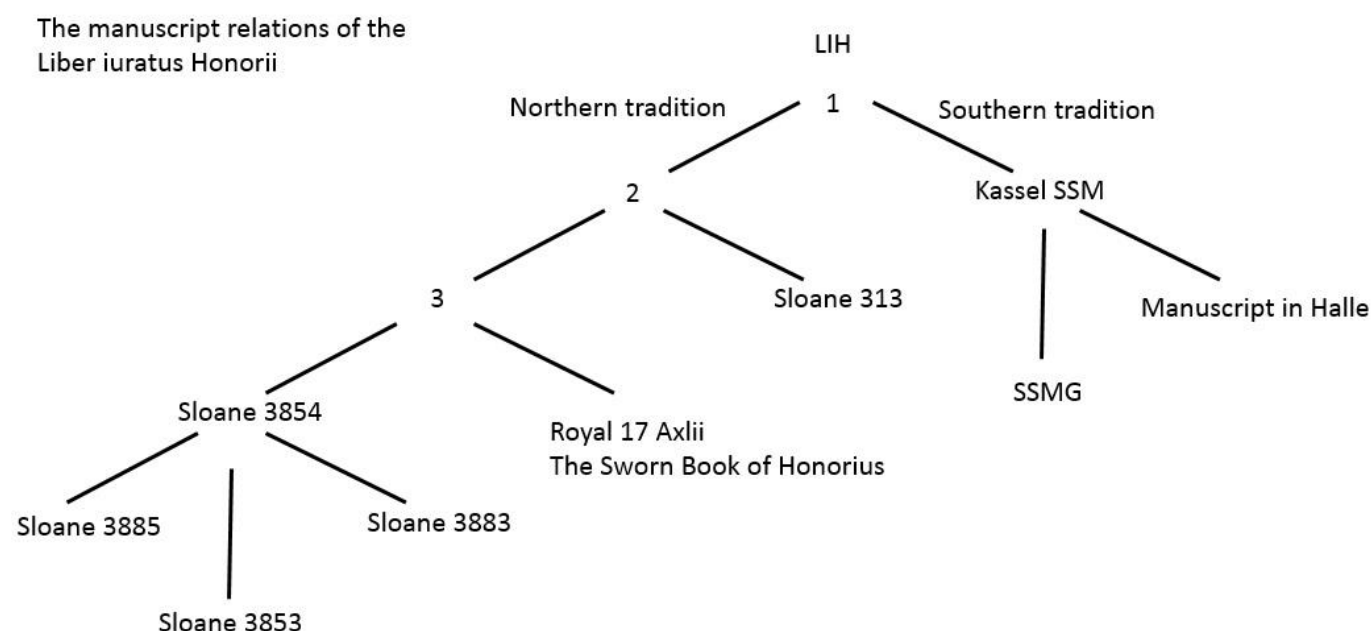 The manuscript relations of the
Liber iuratus Honorii
LIH
Northern tradition
1
Southern tradition
2
Kassel SSM
3
Sloane 313
Manuscript in Halle
SSMG
Sloane 3854
Royal 17 Axlii
The Sworn Book of Honorius
Sloane 3885
Sloane 3883
Sloane 3853